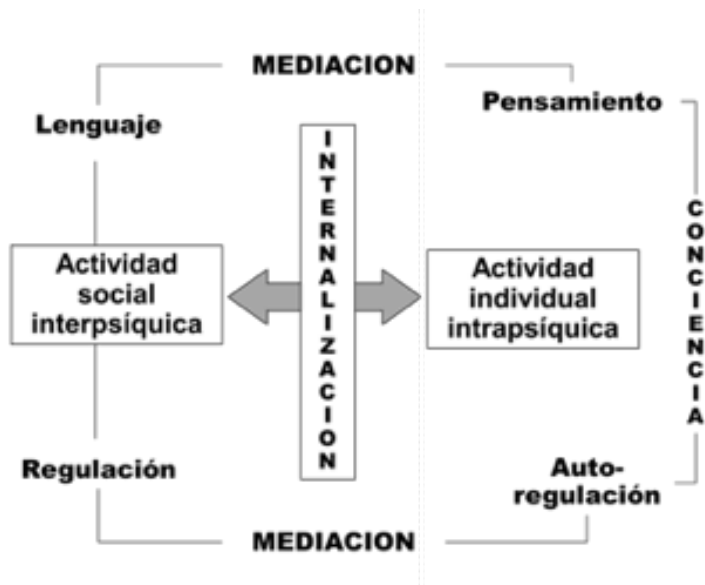 MEDIACION
Lenguaje
Pensamiento
INTERNALIZACION
CONCIENCIA
Actividad
social
interpsíquica
Actividad
individual
intrapsíquica
Regulación
Auto-
regulación
MEDIACION